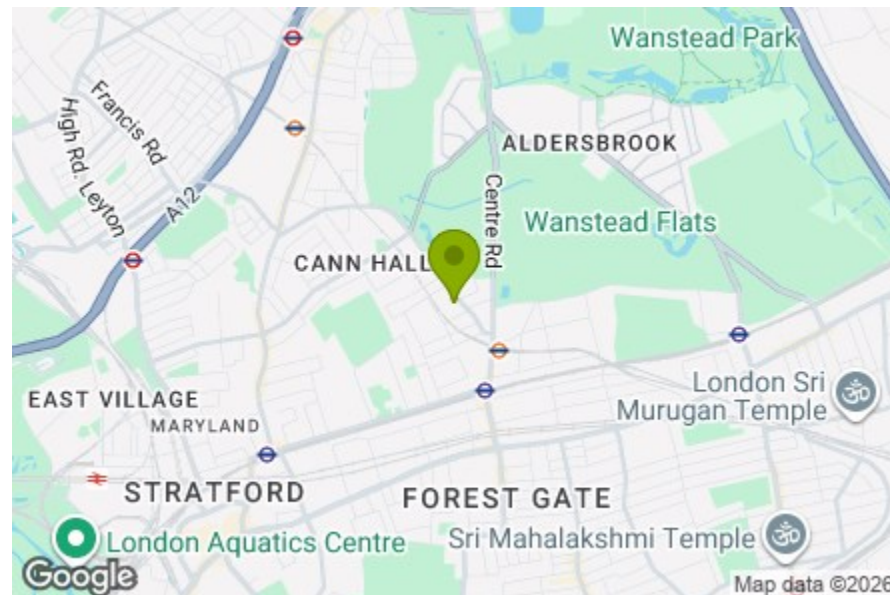 Wanstead Park
Francis Rd
High Rd. Leyton
A12
ALDERSBROOK
Centre Rd
Wanstead Flats
CANN HALL
EAST VILLAGE
MARYLAND
London Sri
Murugan Temple
STRATFORD
FOREST GATE
London Aquatics Centre
Sri Mahalakshmi Temple
Google
Map data ©2026